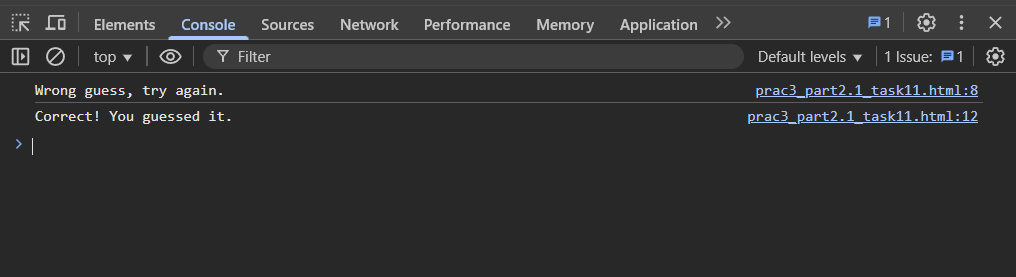 Elements Console Sources Network Performance Memory Application 1
top Filter Default levels 1 Issue: 1
Wrong guess, try again. prac3_part2.1_task11.html:8
Correct! You guessed it. prac3_part2.1_task11.html:12